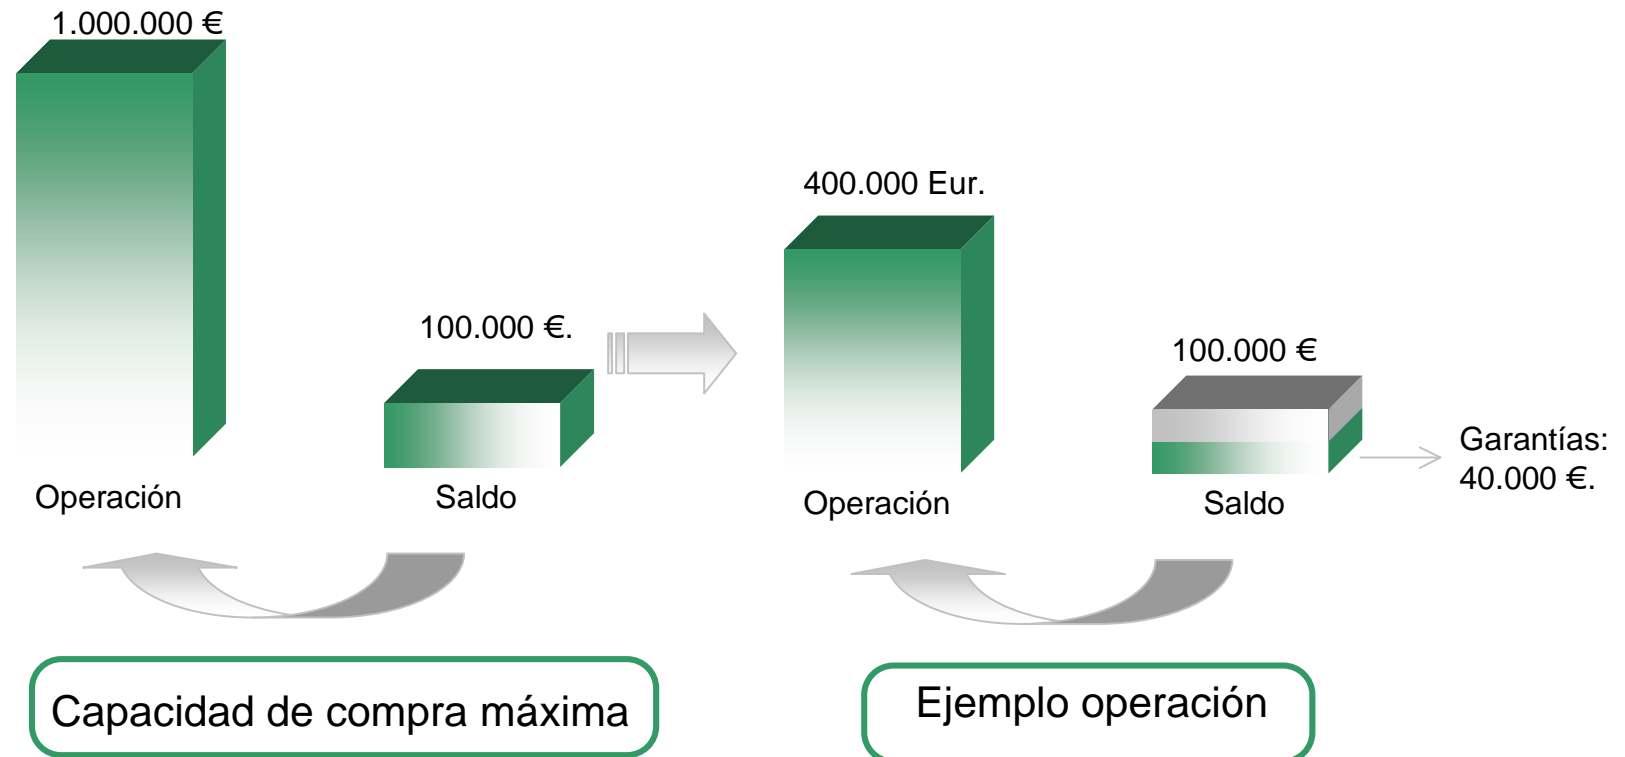 1.000.000 €
100.000 €.
Operación
Saldo
Capacidad de compra máxima
400.000 Eur.
100.000 €
Garantías:
40.000 €.
Operación
Saldo
Ejemplo operación